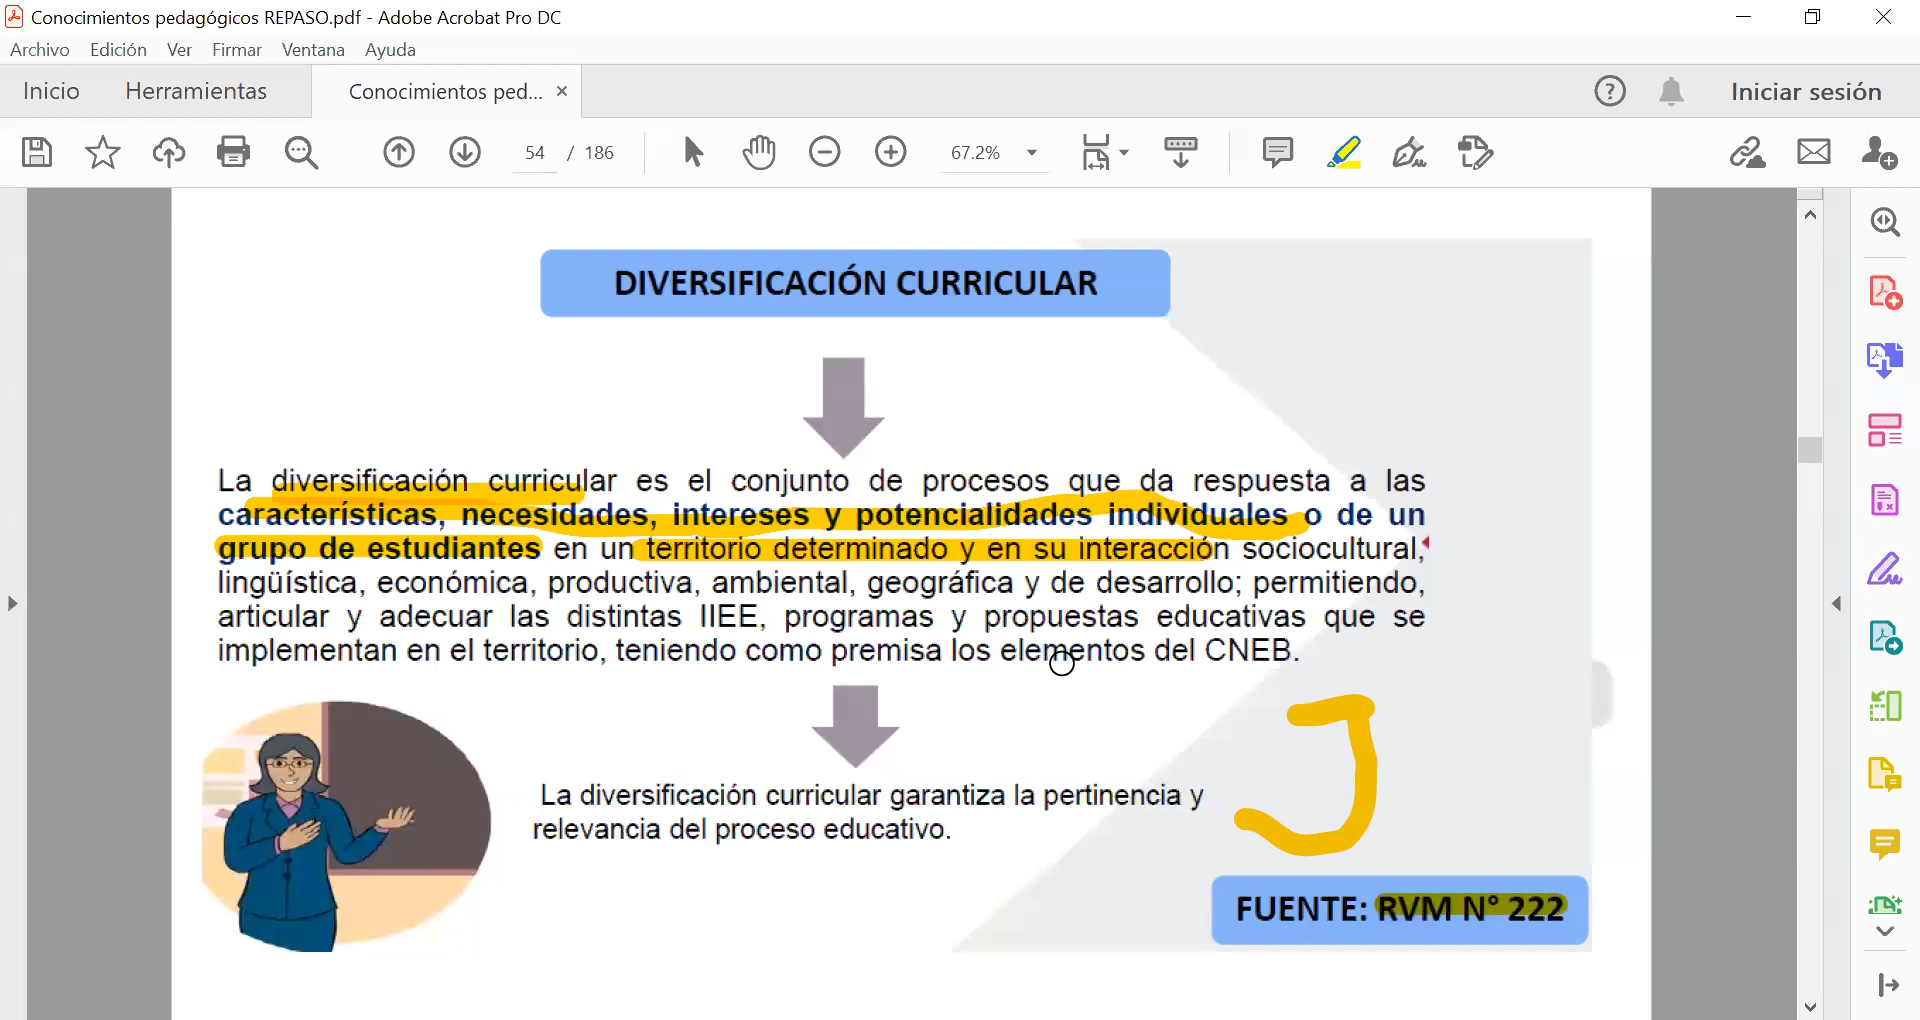 Conocimientos pedagógicos REPASO.pdf - Adobe Acrobat Pro DC
Archivo Edición Ver Firmar Ventana Ayuda
Inicio Herramientas Conocimientos ped... × Iniciar sesión
54 / 186 67.2%
DIVERSIFICACIÓN CURRICULAR
La diversificación curricular es el conjunto de procesos que da respuesta a las
características, necesidades, intereses y potencialidades individuales o de un
grupo de estudiantes en un territorio determinado y en su interacción sociocultural,
lingüística, económica, productiva, ambiental, geográfica y de desarrollo; permitiendo,
articular y adecuar las distintas IIEE, programas y propuestas educativas que se
implementan en el territorio, teniendo como premisa los elementos del CNEB.
La diversificación curricular garantiza la pertinencia y
relevancia del proceso educativo.
FUENTE: RVM N° 222